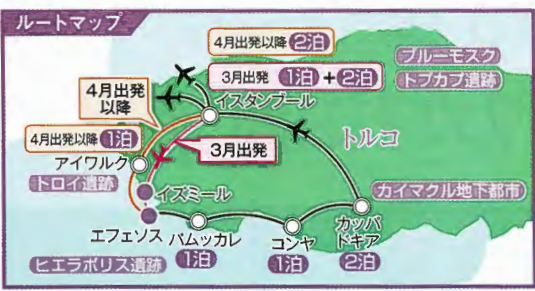 ルートマップ
4月出発以降 2泊
3月出発 1泊+2泊
ブルーモスク
トプカプ遺跡
イスタンブール
4月出発
以降
トルコ
4月出発以降 1泊
3月出発
アイワルク
トロイ遺跡
イズミール
カイマクル地下都市
エフェソス
パムッカレ
1泊
コンヤ
1泊
カッパ
ドキア
2泊
ヒエラポリス遺跡